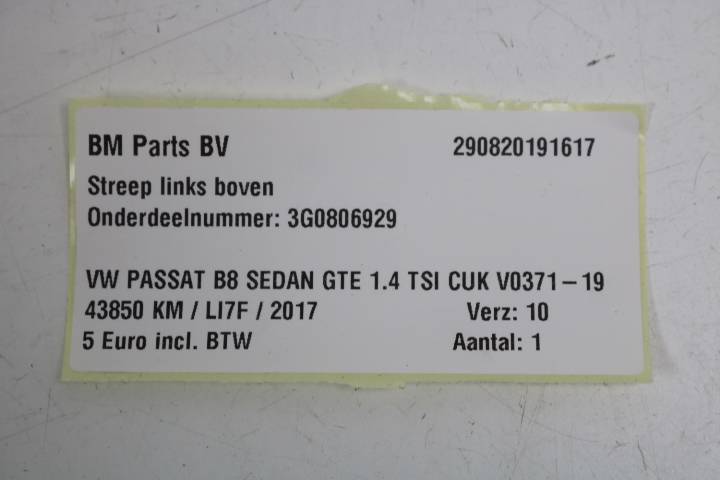 BM Parts BV 290820191617
Streep links boven
Onderdeelnummer: 3G0806929
VW PASSAT B8 SEDAN GTE 1.4 TSI CUK V0371-19
43850 KM / LI7F / 2017 Verz: 10
5 Euro incl. BTW Aantal: 1